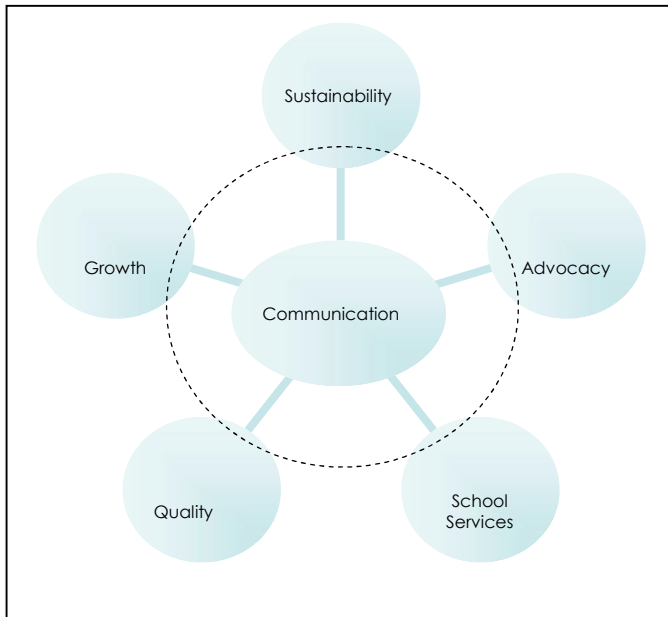 Sustainability
Growth
Advocacy
Communication
Quality
School
Services